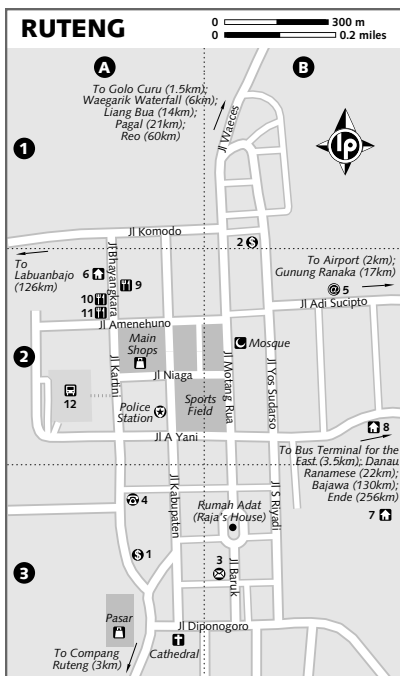 RUTENG
0 300 m
0 0.2 miles
A
B
To Golo Curu (1.5km);
Waegarik Waterfall (6km);
Liang Bua (14km);
Pagal (21km);
Reo (60km)
Jl Waeces
1
lp
Jl Komodo
2 $
To
Labuanbajo
(126km)
6
Jl Bhayangkara
9
10
11
To Airport (2km);
Gunung Ranaka (17km)
@ 5
Jl Adi Sucipto
Jl Amenehuno
Main
Shops
Mosque
2
Jl Kartini
Jl Niaga
Jl Motang Rua
Jl Yos Sudarso
12
Police
Station
Sports
Field
Jl A Yani
8
To Bus Terminal for the
East (3.5km); Danau
Ranamese (22km);
Bajawa (130km);
Ende (256km)
7
4
Jl Kabupaten
Rumah Adat
(Raja's House)
Jl S Riyadi
$ 1
3
Jl Baruk
3
Pasar
Jl Diponogoro
To Compang
Ruteng (3km)
Cathedral